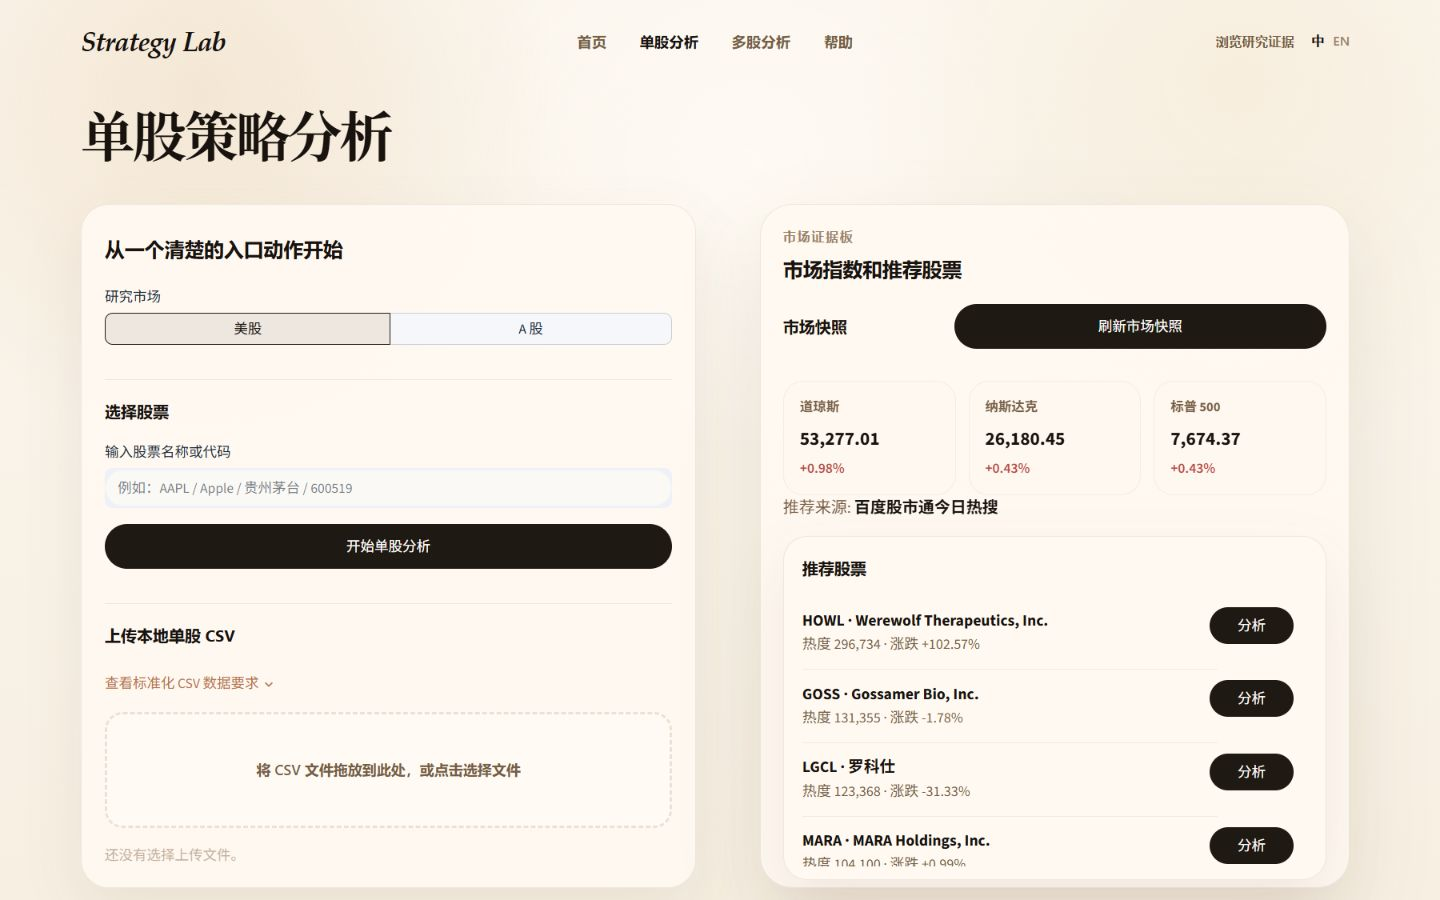 Strategy Lab
首页 单股分析 多股分析 帮助
浏览研究证据 中 EN
单股策略分析
从一个清楚的入口动作开始
研究市场
美股 A 股
选择股票
输入股票名称或代码
例如：AAPL / Apple / 贵州茅台 / 600519
开始单股分析
上传本地单股 CSV
查看标准化 CSV 数据要求
将 CSV 文件拖放到此处，或点击选择文件
还没有选择上传文件。
市场证据板
市场指数和推荐股票
市场快照 刷新市场快照
道琼斯
53,277.01
+0.98%
纳斯达克
26,180.45
+0.43%
标普 500
7,674.37
+0.43%
推荐来源: 百度股市通今日热搜
推荐股票
HOWL · Werewolf Therapeutics, Inc.
热度 296,734 · 涨跌 +102.57%
分析
GOSS · Gossamer Bio, Inc.
热度 131,355 · 涨跌 -1.78%
分析
LGCL · 罗科仕
热度 123,368 · 涨跌 -31.33%
分析
MARA · MARA Holdings, Inc.
热度 104,100 · 涨跌 +0.99%
分析